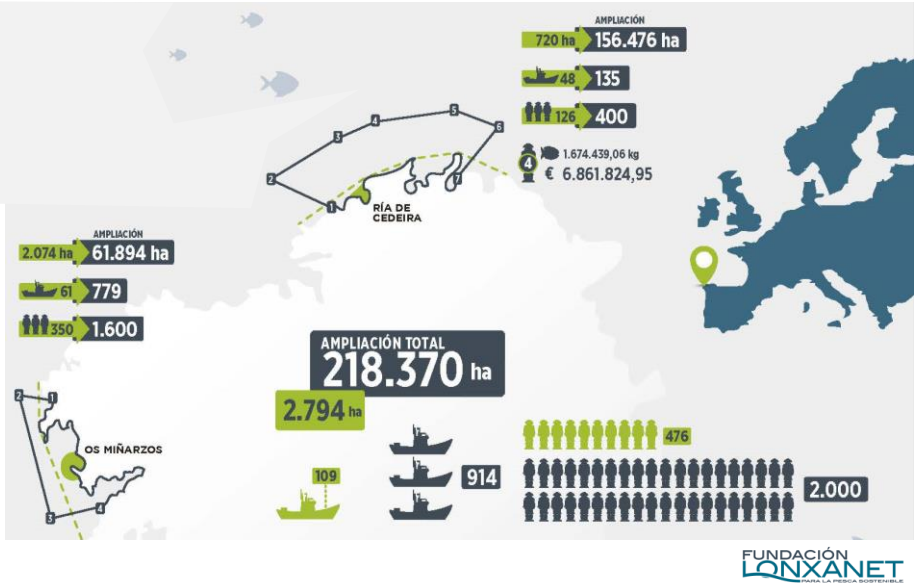 AMPLIACIÓN
720 ha 156.476 ha
48 135
126 400
4 1.674.439,06 kg
€ 6.861.824,95
1
2
3
4
5
6
7
RÍA DE
CEDEIRA
AMPLIACIÓN
2.074 ha 61.894 ha
61 779
350 1.600
AMPLIACIÓN TOTAL
218.370 ha
2.794 ha
1
2
3
4
OS MIÑARZOS
109
914
476
2.000
FUNDACIÓN
LONXANET
PARA LA PESCA SOSTENIBLE